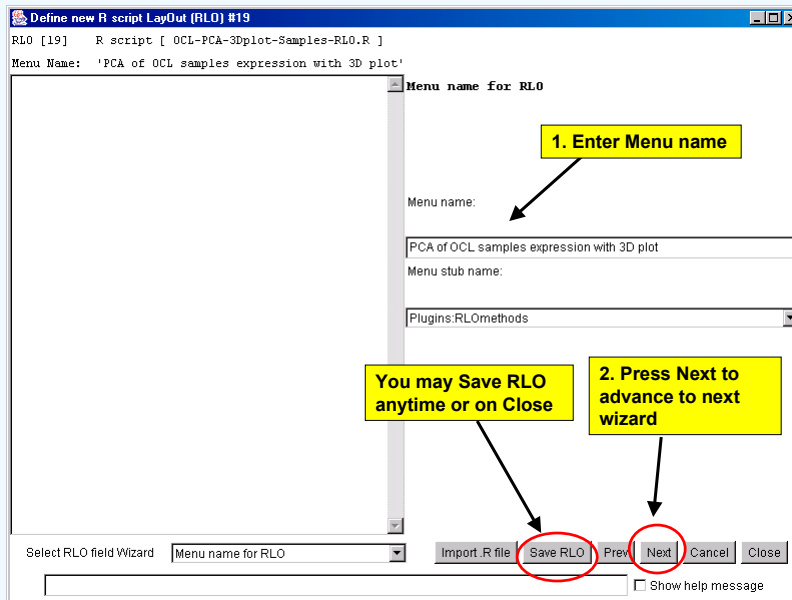 Define new R script LayOut (RLO) #19
RLO [19]    R script [ OCL-PCA-3Dplot-Samples-RLO.R ]
Menu Name:  'PCA of OCL samples expression with 3D plot'
Menu name for RLO
1. Enter Menu name
Menu name:
PCA of OCL samples expression with 3D plot
Menu stub name:
Plugins:RLOmethods
You may Save RLO
anytime or on Close
2. Press Next to
advance to next
wizard
Select RLO field Wizard  Menu name for RLO  Import .R file  Save RLO  Prev  Next  Cancel  Close
Show help message